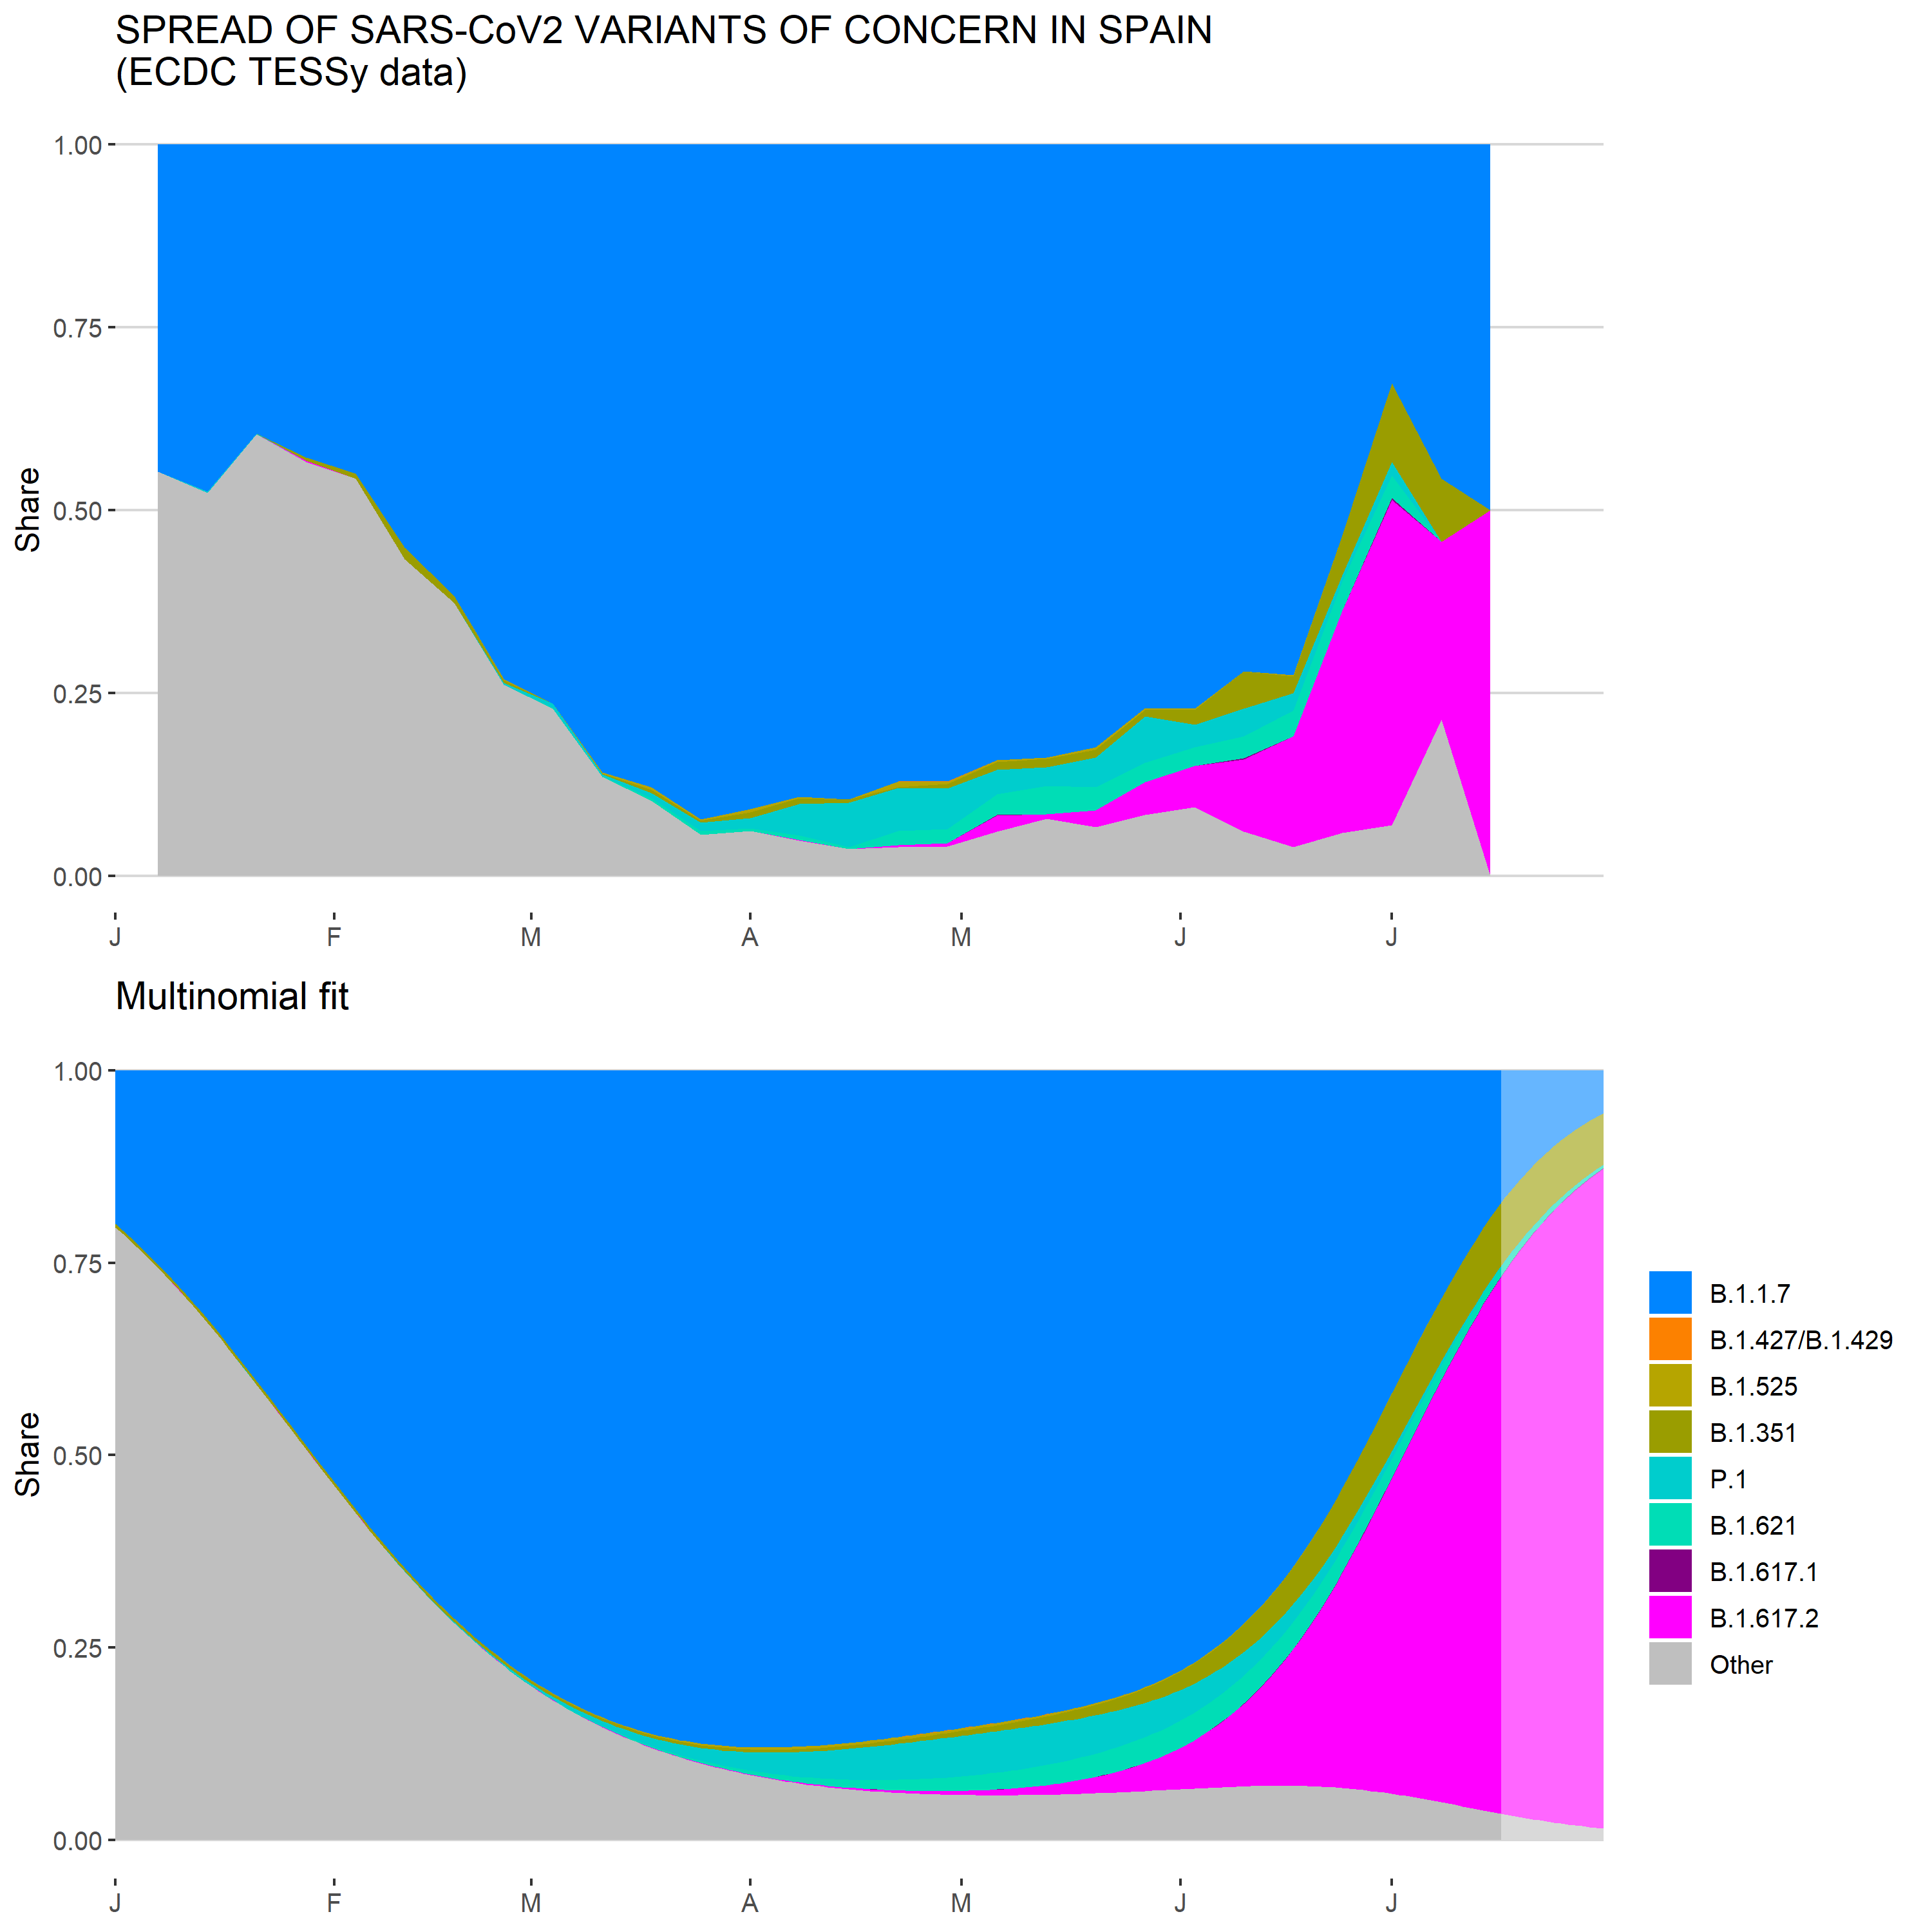 SPREAD OF SARS-CoV2 VARIANTS OF CONCERN IN SPAIN
(ECDC TESSy data)
1.00
0.75
0.50
0.25
0.00
Share
J F M A M J J
Multinomial fit
1.00
0.75
0.50
0.25
0.00
Share
J F M A M J J
B.1.1.7
B.1.427/B.1.429
B.1.525
B.1.351
P.1
B.1.621
B.1.617.1
B.1.617.2
Other